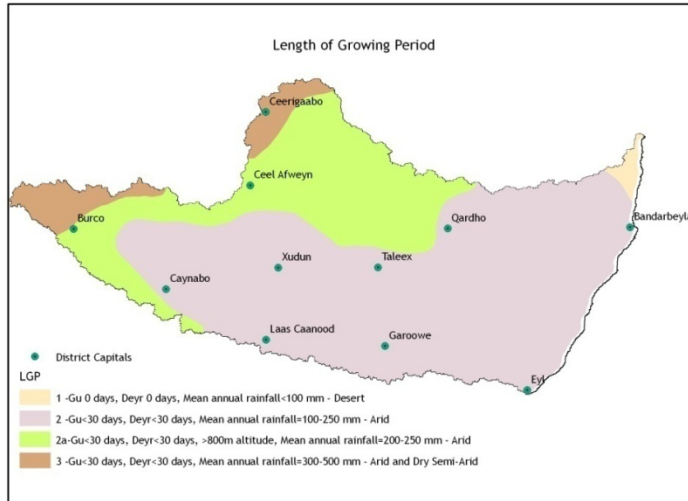 Length of Growing Period
Ceerigaabo
Ceel Afweyn
Burco
Qardho
Bandarbeyla
Xudun
Taleex
Caynabo
Laas Caanood
Garoowe
Eyl
District Capitals
LGP
1 -Gu 0 days, Deyr 0 days, Mean annual rainfall<100 mm - Desert
2 -Gu<30 days, Deyr<30 days, Mean annual rainfall=100-250 mm - Arid
2a-Gu<30 days, Deyr<30 days, >800m altitude, Mean annual rainfall=200-250 mm - Arid
3 -Gu<30 days, Deyr<30 days, Mean annual rainfall=300-500 mm - Arid and Dry Semi-Arid